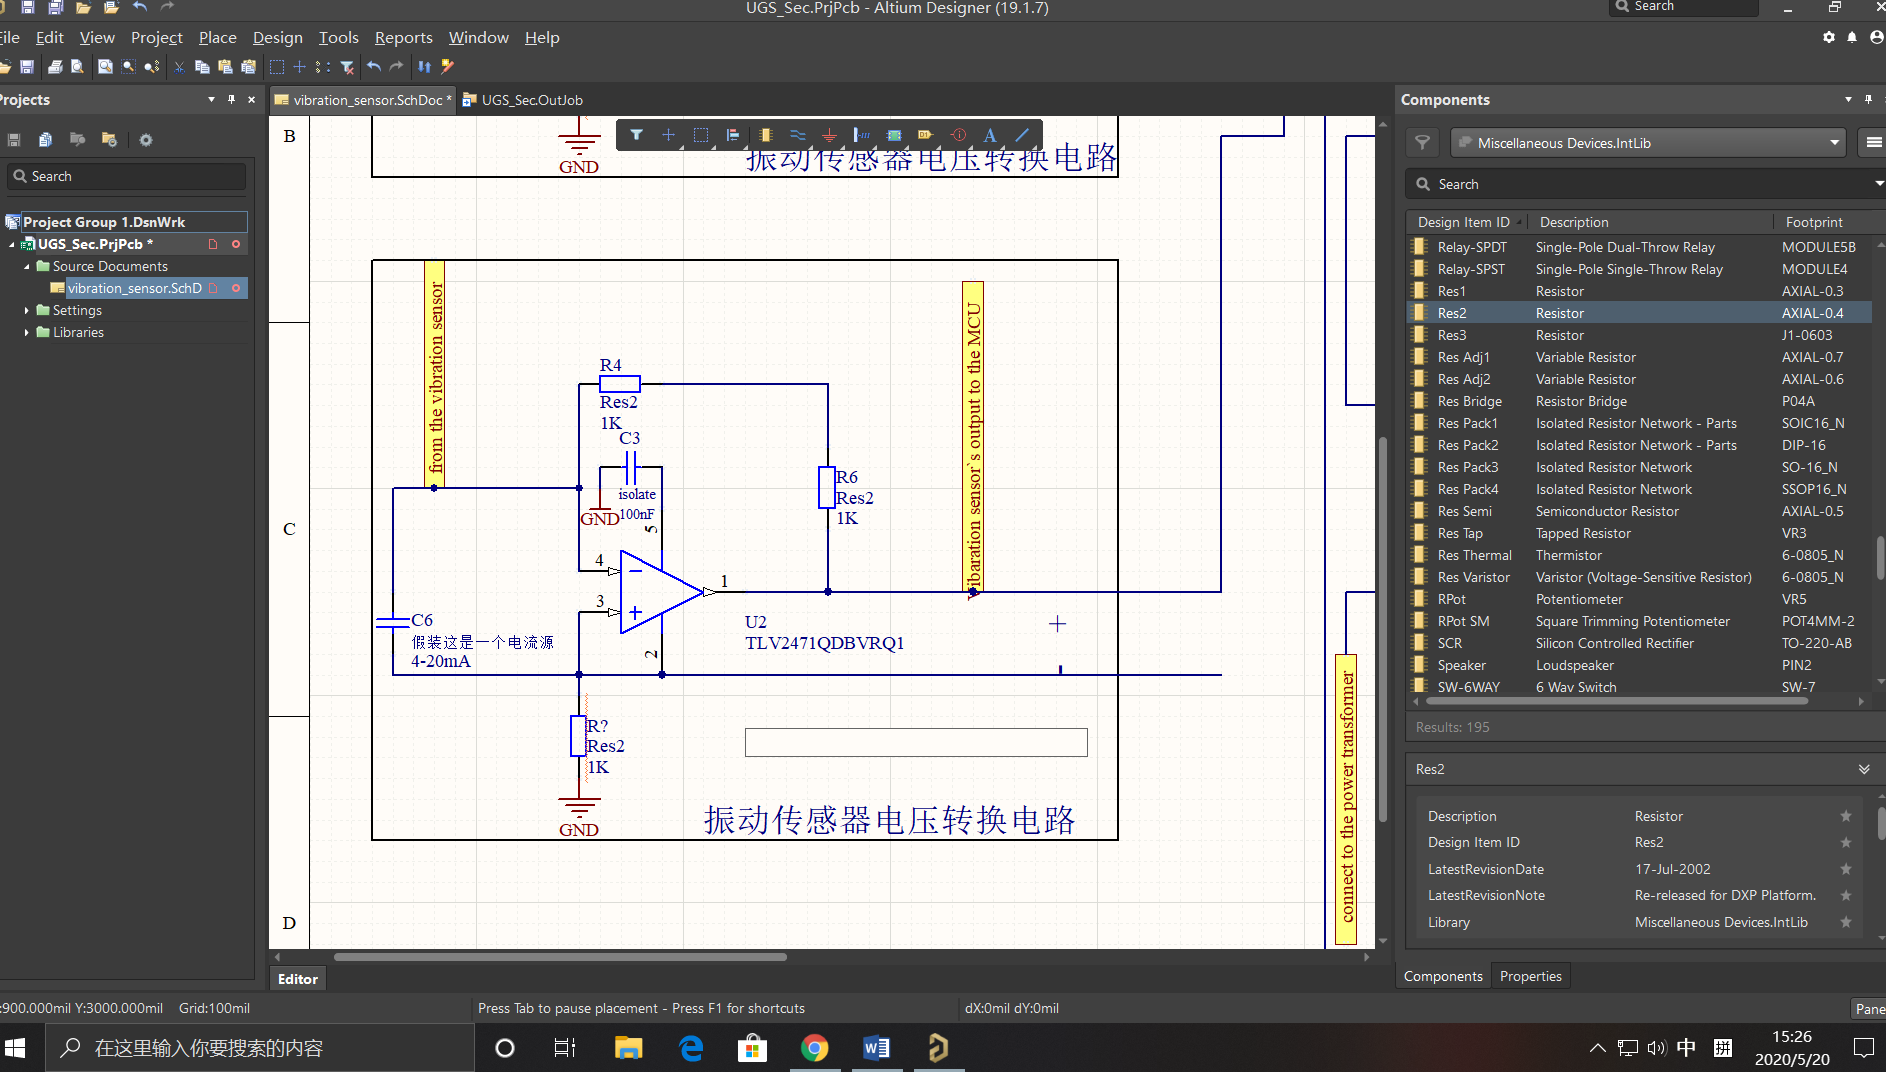 UGS_Sec.PrjPcb - Altium Designer (19.1.7)
Search
File Edit View Project Place Design Tools Reports Window Help
Projects
vibration_sensor.SchDoc *
UGS_Sec.OutJob
Components
Search
Project Group 1.DsnWrk
UGS_Sec.PrjPcb *
Source Documents
vibration_sensor.SchD
Settings
Libraries
B
GND
振动传感器电压转换电路
from the vibration sensor
R4
Res2
1K
C3
isolate
100nF
GND
5
4
3
1
2
R6
Res2
1K
vibaration sensor`s output to the MCU
C
C6
假装这是一个电流源
4-20mA
U2
TLV2471QDBVRQ1
+
-
R?
Res2
1K
GND
振动传感器电压转换电路
connect to the power transformer
D
Editor
Miscellaneous Devices.IntLib
Search
Design Item ID Description Footprint
Relay-SPDT Single-Pole Dual-Throw Relay MODULE5B
Relay-SPST Single-Pole Single-Throw Relay MODULE4
Res1 Resistor AXIAL-0.3
Res2 Resistor AXIAL-0.4
Res3 Resistor J1-0603
Res Adj1 Variable Resistor AXIAL-0.7
Res Adj2 Variable Resistor AXIAL-0.6
Res Bridge Resistor Bridge P04A
Res Pack1 Isolated Resistor Network - Parts SOIC16_N
Res Pack2 Isolated Resistor Network - Parts DIP-16
Res Pack3 Isolated Resistor Network SO-16_N
Res Pack4 Isolated Resistor Network SSOP16_N
Res Semi Semiconductor Resistor AXIAL-0.5
Res Tap Tapped Resistor VR3
Res Thermal Thermistor 6-0805_N
Res Varistor Varistor (Voltage-Sensitive Resistor) 6-0805_N
RPot Potentiometer VR5
RPot SM Square Trimming Potentiometer POT4MM-2
SCR Silicon Controlled Rectifier TO-220-AB
Speaker Loudspeaker PIN2
SW-6WAY 6 Way Switch SW-7
Results: 195
Res2
Description Resistor
Design Item ID Res2
LatestRevisionDate 17-Jul-2002
LatestRevisionNote Re-released for DXP Platform.
Library Miscellaneous Devices.IntLib
Components Properties
:900.000mil Y:3000.000mil Grid:100mil
Press Tab to pause placement - Press F1 for shortcuts
dX:0mil dY:0mil
Pane
在这里输入你要搜索的内容
中
拼
15:26
2020/5/20